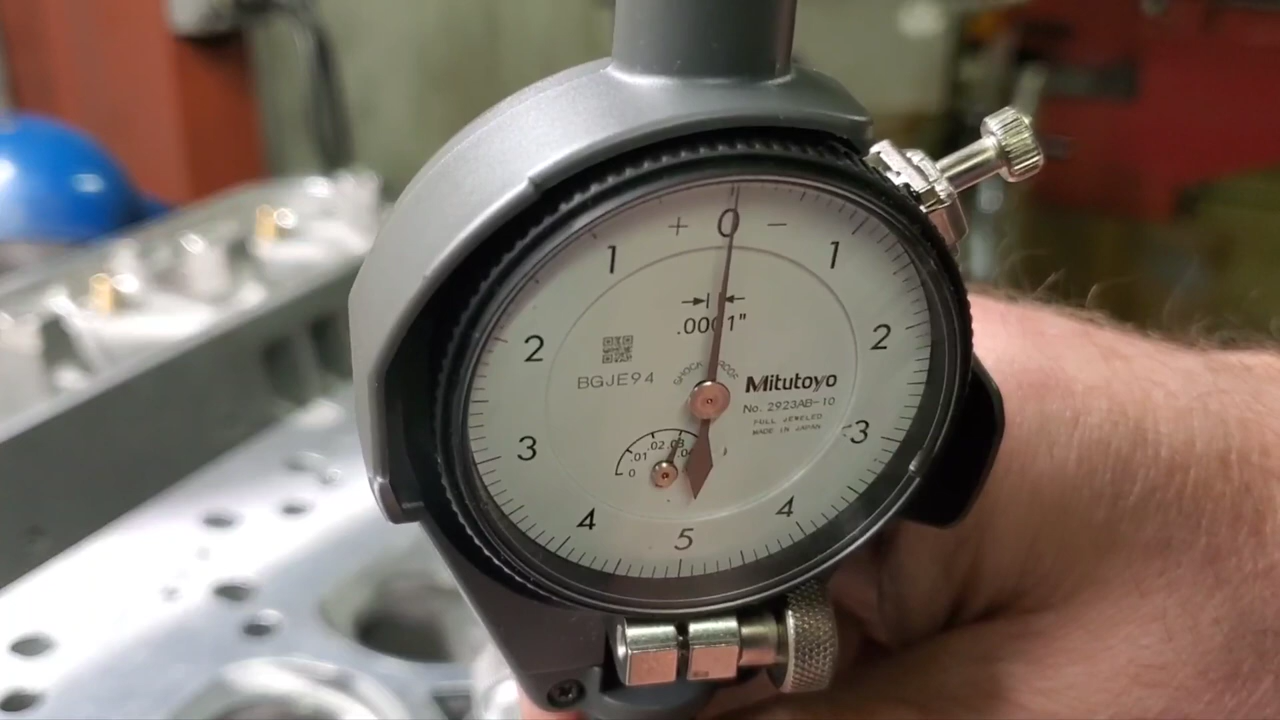 + 0 −
1 1
.0001"
2 2
BGJE94
SHOCK PROOF
Mitutoyo
No. 2923AB-10
FULL JEWELED
MADE IN JAPAN
3 3
0 .01 .02 .03 .04
4 4
5